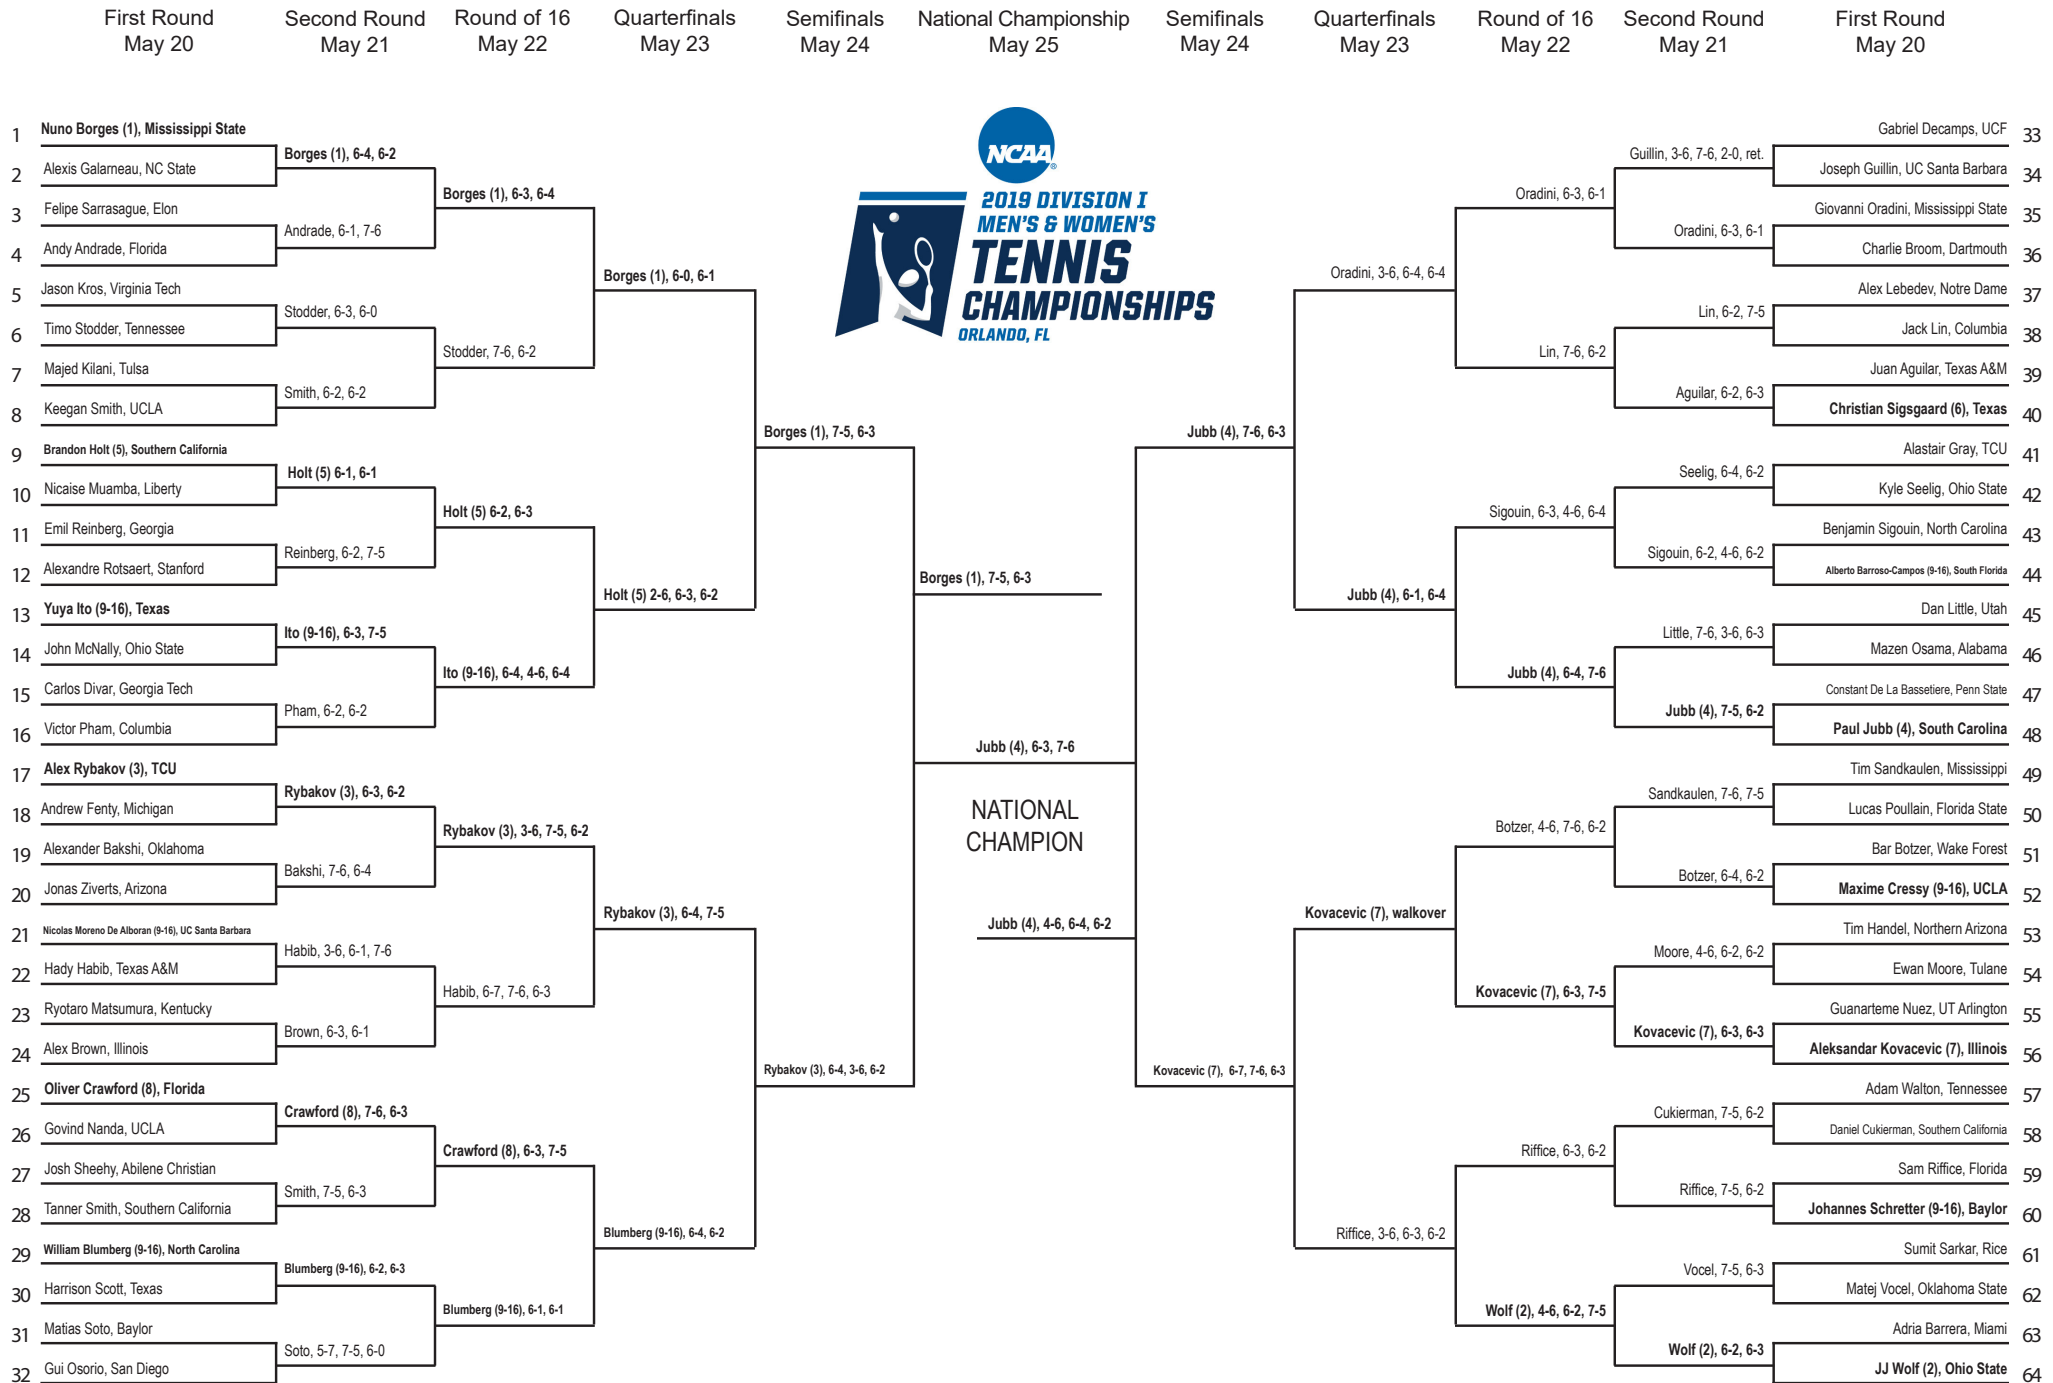 First Round
May 20
Second Round
May 21
Round of 16
May 22
Quarterfinals
May 23
Semifinals
May 24
National Championship
May 25
Semifinals
May 24
Quarterfinals
May 23
Round of 16
May 22
Second Round
May 21
First Round
May 20
NCAA®
2019 DIVISION I
MEN'S & WOMEN'S
TENNIS
CHAMPIONSHIPS
ORLANDO, FL
1 Nuno Borges (1), Mississippi State
2 Alexis Galarneau, NC State
3 Felipe Sarrasague, Elon
4 Andy Andrade, Florida
5 Jason Kros, Virginia Tech
6 Timo Stodder, Tennessee
7 Majed Kilani, Tulsa
8 Keegan Smith, UCLA
9 Brandon Holt (5), Southern California
10 Nicaise Muamba, Liberty
11 Emil Reinberg, Georgia
12 Alexandre Rotsaert, Stanford
13 Yuya Ito (9-16), Texas
14 John McNally, Ohio State
15 Carlos Divar, Georgia Tech
16 Victor Pham, Columbia
17 Alex Rybakov (3), TCU
18 Andrew Fenty, Michigan
19 Alexander Bakshi, Oklahoma
20 Jonas Ziverts, Arizona
21 Nicolas Moreno De Alboran (9-16), UC Santa Barbara
22 Hady Habib, Texas A&M
23 Ryotaro Matsumura, Kentucky
24 Alex Brown, Illinois
25 Oliver Crawford (8), Florida
26 Govind Nanda, UCLA
27 Josh Sheehy, Abilene Christian
28 Tanner Smith, Southern California
29 William Blumberg (9-16), North Carolina
30 Harrison Scott, Texas
31 Matias Soto, Baylor
32 Gui Osorio, San Diego
Borges (1), 6-4, 6-2
Andrade, 6-1, 7-6
Stodder, 6-3, 6-0
Smith, 6-2, 6-2
Holt (5) 6-1, 6-1
Reinberg, 6-2, 7-5
Ito (9-16), 6-3, 7-5
Pham, 6-2, 6-2
Rybakov (3), 6-3, 6-2
Bakshi, 7-6, 6-4
Habib, 3-6, 6-1, 7-6
Brown, 6-3, 6-1
Crawford (8), 7-6, 6-3
Smith, 7-5, 6-3
Blumberg (9-16), 6-2, 6-3
Soto, 5-7, 7-5, 6-0
Borges (1), 6-3, 6-4
Stodder, 7-6, 6-2
Holt (5) 6-2, 6-3
Ito (9-16), 6-4, 4-6, 6-4
Rybakov (3), 3-6, 7-5, 6-2
Habib, 6-7, 7-6, 6-3
Crawford (8), 6-3, 7-5
Blumberg (9-16), 6-1, 6-1
Borges (1), 6-0, 6-1
Holt (5) 2-6, 6-3, 6-2
Rybakov (3), 6-4, 7-5
Blumberg (9-16), 6-4, 6-2
Borges (1), 7-5, 6-3
Rybakov (3), 6-4, 3-6, 6-2
Borges (1), 7-5, 6-3
Jubb (4), 6-3, 7-6
NATIONAL
CHAMPION
Jubb (4), 4-6, 6-4, 6-2
Jubb (4), 7-6, 6-3
Kovacevic (7), 6-7, 7-6, 6-3
Oradini, 3-6, 6-4, 6-4
Jubb (4), 6-1, 6-4
Kovacevic (7), walkover
Riffice, 3-6, 6-3, 6-2
Oradini, 6-3, 6-1
Lin, 7-6, 6-2
Sigouin, 6-3, 4-6, 6-4
Jubb (4), 6-4, 7-6
Botzer, 4-6, 7-6, 6-2
Kovacevic (7), 6-3, 7-5
Riffice, 6-3, 6-2
Wolf (2), 4-6, 6-2, 7-5
Guillin, 3-6, 7-6, 2-0, ret.
Oradini, 6-3, 6-1
Lin, 6-2, 7-5
Aguilar, 6-2, 6-3
Seelig, 6-4, 6-2
Sigouin, 6-2, 4-6, 6-2
Little, 7-6, 3-6, 6-3
Jubb (4), 7-5, 6-2
Sandkaulen, 7-6, 7-5
Botzer, 6-4, 6-2
Moore, 4-6, 6-2, 6-2
Kovacevic (7), 6-3, 6-3
Cukierman, 7-5, 6-2
Riffice, 7-5, 6-2
Vocel, 7-5, 6-3
Wolf (2), 6-2, 6-3
Gabriel Decamps, UCF 33
Joseph Guillin, UC Santa Barbara 34
Giovanni Oradini, Mississippi State 35
Charlie Broom, Dartmouth 36
Alex Lebedev, Notre Dame 37
Jack Lin, Columbia 38
Juan Aguilar, Texas A&M 39
Christian Sigsgaard (6), Texas 40
Alastair Gray, TCU 41
Kyle Seelig, Ohio State 42
Benjamin Sigouin, North Carolina 43
Alberto Barroso-Campos (9-16), South Florida 44
Dan Little, Utah 45
Mazen Osama, Alabama 46
Constant De La Bassetiere, Penn State 47
Paul Jubb (4), South Carolina 48
Tim Sandkaulen, Mississippi 49
Lucas Poullain, Florida State 50
Bar Botzer, Wake Forest 51
Maxime Cressy (9-16), UCLA 52
Tim Handel, Northern Arizona 53
Ewan Moore, Tulane 54
Guanarteme Nuez, UT Arlington 55
Aleksandar Kovacevic (7), Illinois 56
Adam Walton, Tennessee 57
Daniel Cukierman, Southern California 58
Sam Riffice, Florida 59
Johannes Schretter (9-16), Baylor 60
Sumit Sarkar, Rice 61
Matej Vocel, Oklahoma State 62
Adria Barrera, Miami 63
JJ Wolf (2), Ohio State 64